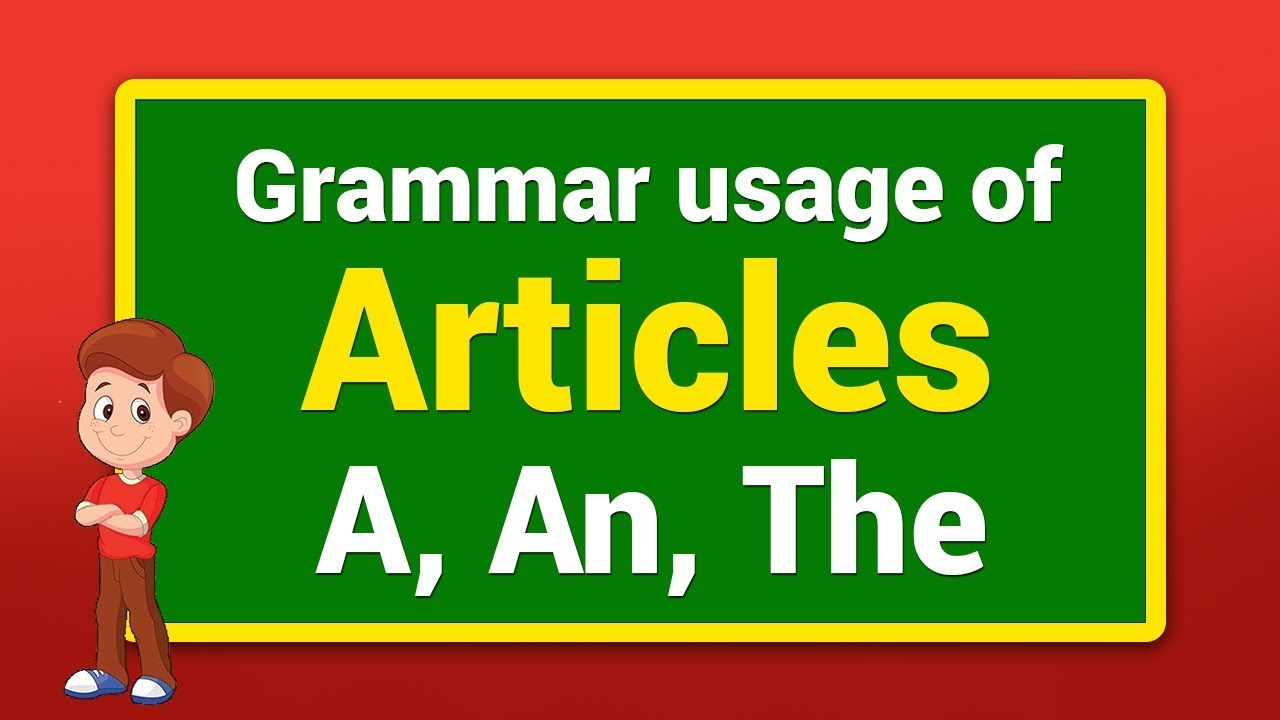 Grammar usage of
Articles
A, An, The